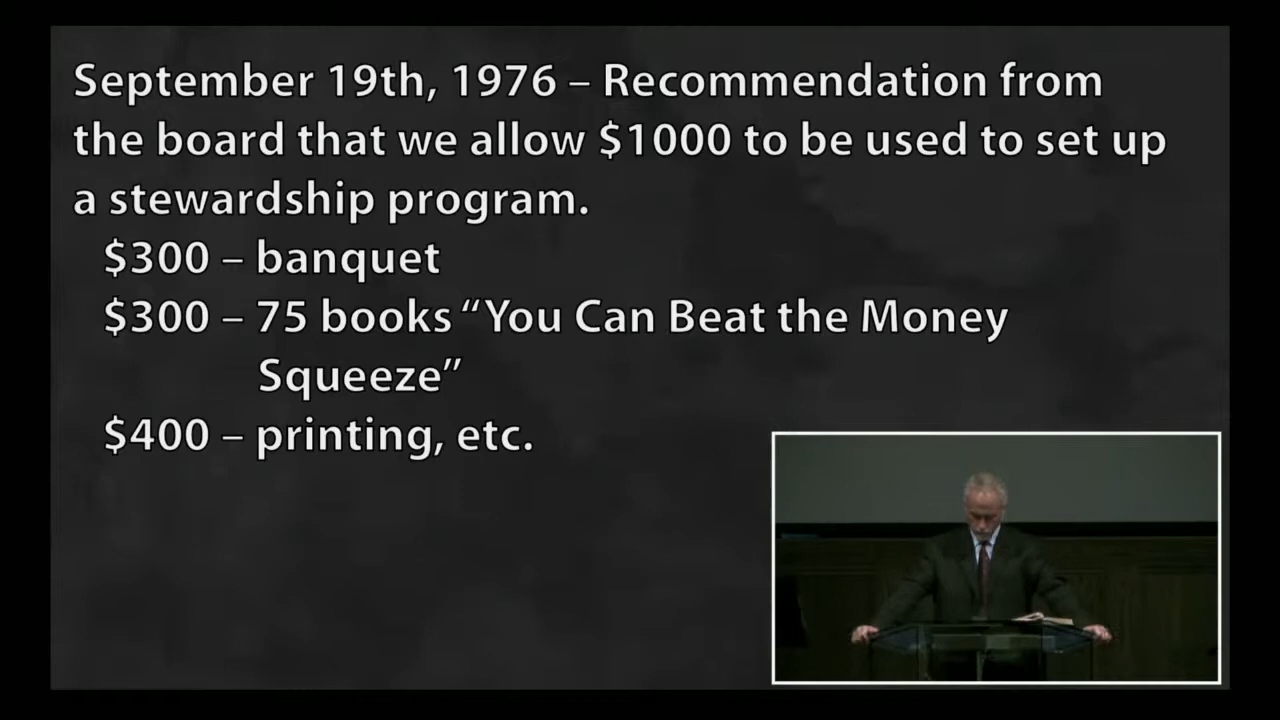 September 19th, 1976 – Recommendation from
the board that we allow $1000 to be used to set up
a stewardship program.
$300 – banquet
$300 – 75 books “You Can Beat the Money
Squeeze”
$400 – printing, etc.